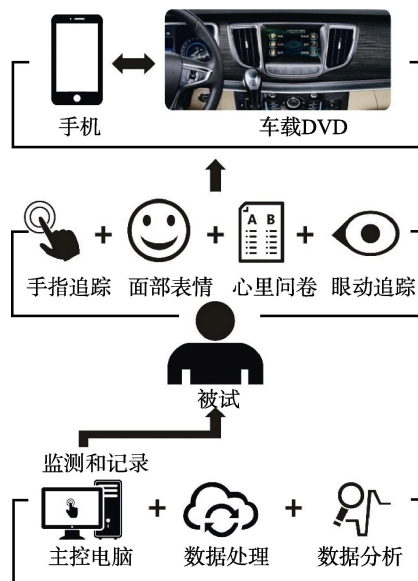 手机
车载DVD
A B
手指追踪
面部表情
心里问卷
眼动追踪
被试
监测和记录
主控电脑
数据处理
数据分析